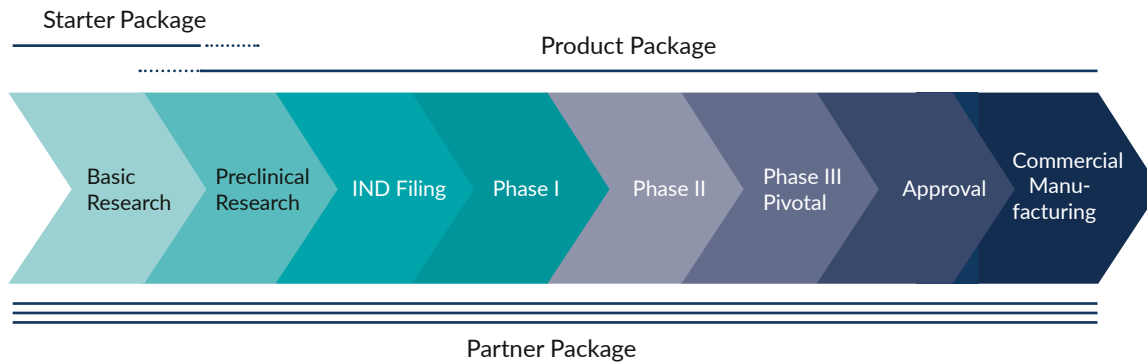 Starter Package
Product Package
Basic
Research
Preclinical
Research
IND Filing
Phase I
Phase II
Phase III
Pivotal
Approval
Commercial
Manu-
facturing
Partner Package